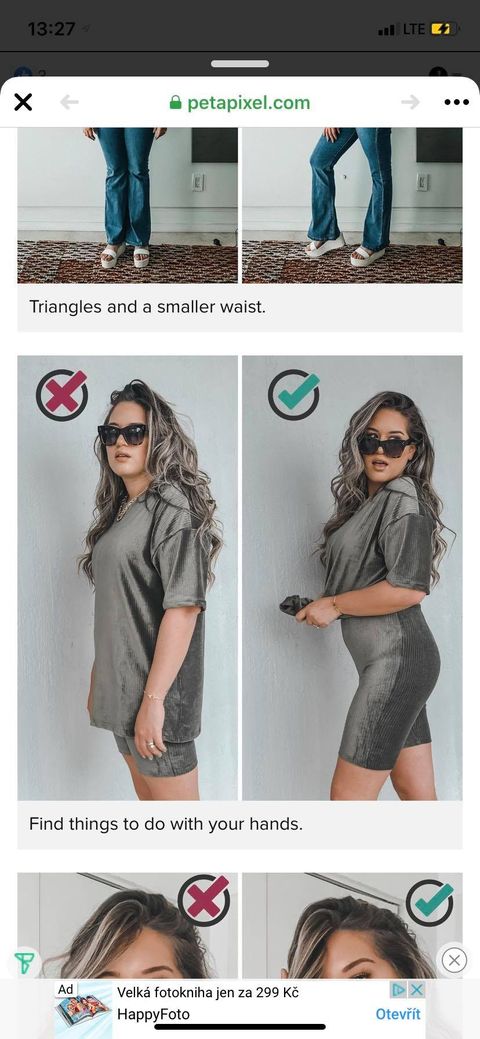 13:27
LTE
2
petapixel.com
Triangles and a smaller waist.
Find things to do with your hands.
Ad
Velká fotokniha jen za 299 Kč
HappyFoto
Otevřít